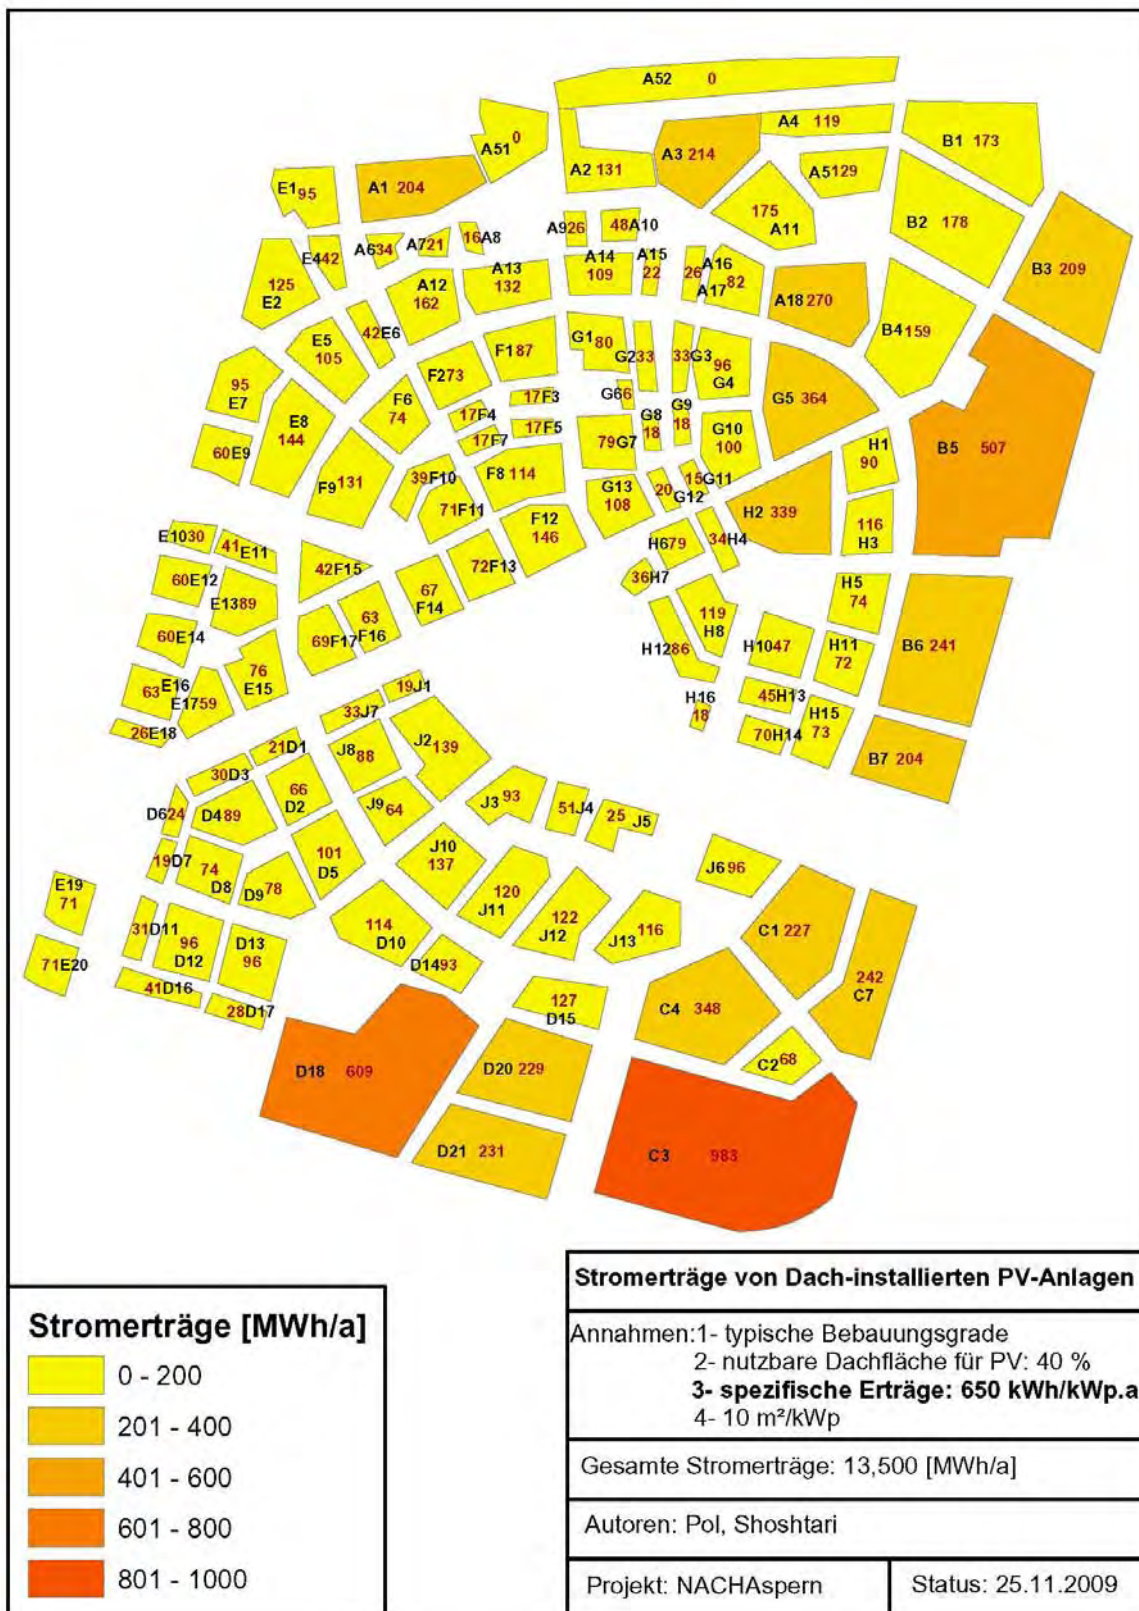 A52 0
A4 119
B1 173
A51 0
A2 131
A3 214
A5 129
E1 95
A1 204
175 A11
B2 178
A9 26
48 A10
A6 34
A7 21
16 A8
E4 42
B3 209
125 E2
A12 162
A13 132
A14 109
A15 22
26 A17
A16 82
A18 270
B4 159
42 E6
E5 105
F1 87
G1 80
G2 33
33 G3
96 G4
F2 73
95 E7
F6 74
17 F3
G6 6
G5 364
E8 144
17 F4
17 F5
G8 18
G9 18
G10 100
60 E9
17 F7
79 G7
H1 90
B5 507
F9 131
39 F10
F8 114
G13 108
20 G12
15 G11
71 F11
H2 339
116 H3
F12 146
E10 30
41 E11
H6 79
34 H4
42 F15
72 F13
60 E12
36 H7
E13 89
67 F14
H5 74
63 F16
119 H8
60 E14
69 F17
H12 86
H10 47
H11 72
B6 241
76 E15
63 E16
E17 59
19 J1
H16 18
45 H13
33 J7
H15 73
26 E18
70 H14
21 D1
J8 88
J2 139
B7 204
30 D3
66 D2
J3 93
51 J4
25 J5
D6 24
D4 89
J9 64
101 D5
J10 137
19 D7
74 D8
D9 78
J6 96
E19 71
120 J11
122 J12
J13 116
114 D10
31 D11
96 D12
D13 96
C1 227
71 E20
D14 93
41 D16
242 C7
28 D17
127 D15
C4 348
C2 68
D18 609
D20 229
D21 231
C3 983
Stromerträge [MWh/a]
0 - 200
201 - 400
401 - 600
601 - 800
801 - 1000
Stromerträge von Dach-installierten PV-Anlagen
Annahmen:1- typische Bebauungsgrade
2- nutzbare Dachfläche für PV: 40 %
3- spezifische Erträge: 650 kWh/kWp.a
4- 10 m²/kWp
Gesamte Stromerträge: 13,500 [MWh/a]
Autoren: Pol, Shoshtari
Projekt: NACHAspern
Status: 25.11.2009